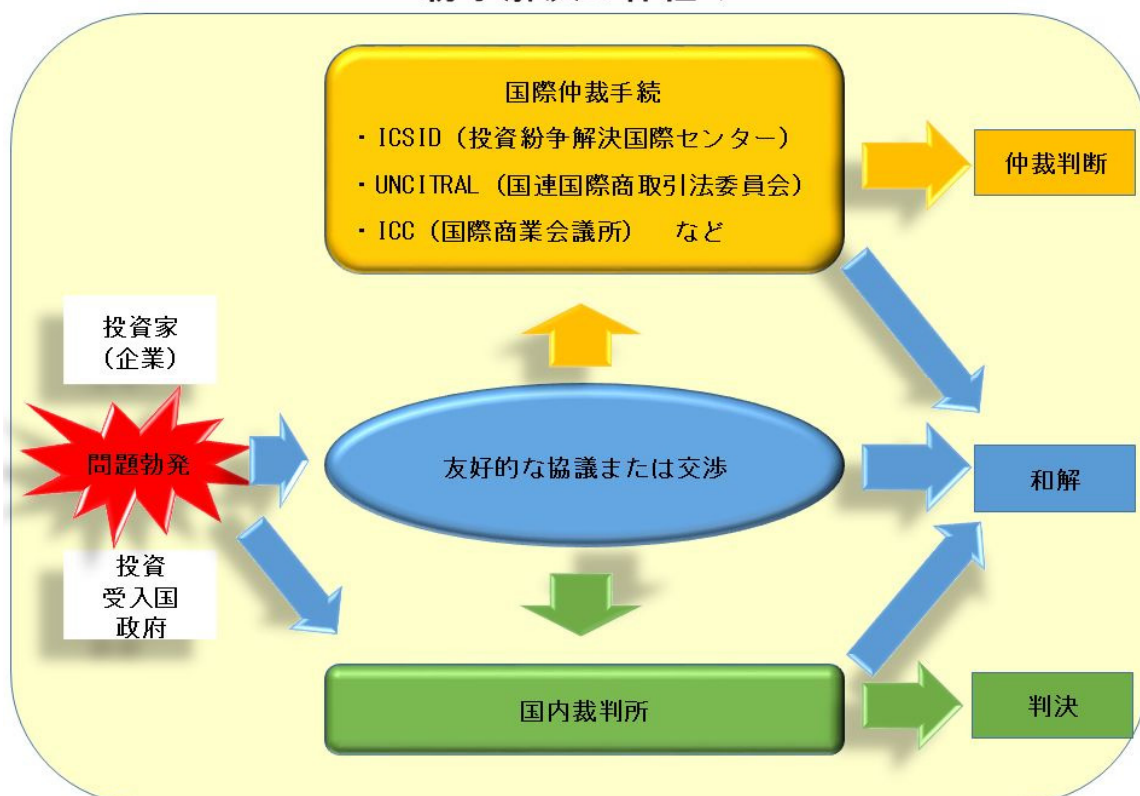 国際仲裁手続
・ICSID（投資紛争解決国際センター）
・UNCITRAL（国連国際商取引法委員会）
・ICC（国際商業会議所）　など
仲裁判断
投資家
（企業）
問題勃発
友好的な協議または交渉
和解
投資
受入国
政府
国内裁判所
判決